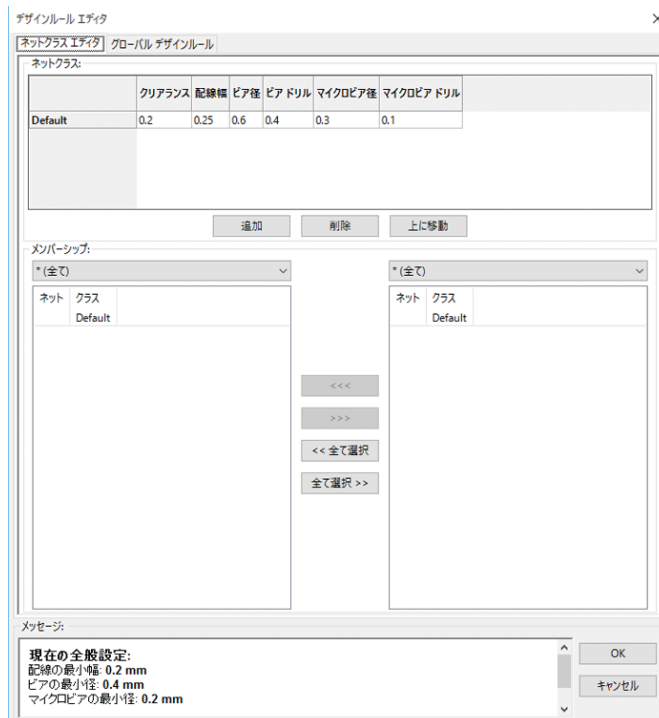 デザインルール エディタ
ネットクラス エディタ グローバル デザインルール
ネットクラス:
クリアランス 配線幅 ビア径 ビアドリル マイクロビア径 マイクロビアドリル
Default 0.2 0.25 0.6 0.4 0.3 0.1
追加 削除 上に移動
メンバーシップ:
* (全て) * (全て)
ネット クラス ネット クラス
Default Default
<<<
>>>
<< 全て選択
全て選択 >>
メッセージ:
現在の全般設定:
配線の最小幅: 0.2 mm
ビアの最小径: 0.4 mm
マイクロビアの最小径: 0.2 mm
OK
キャンセル